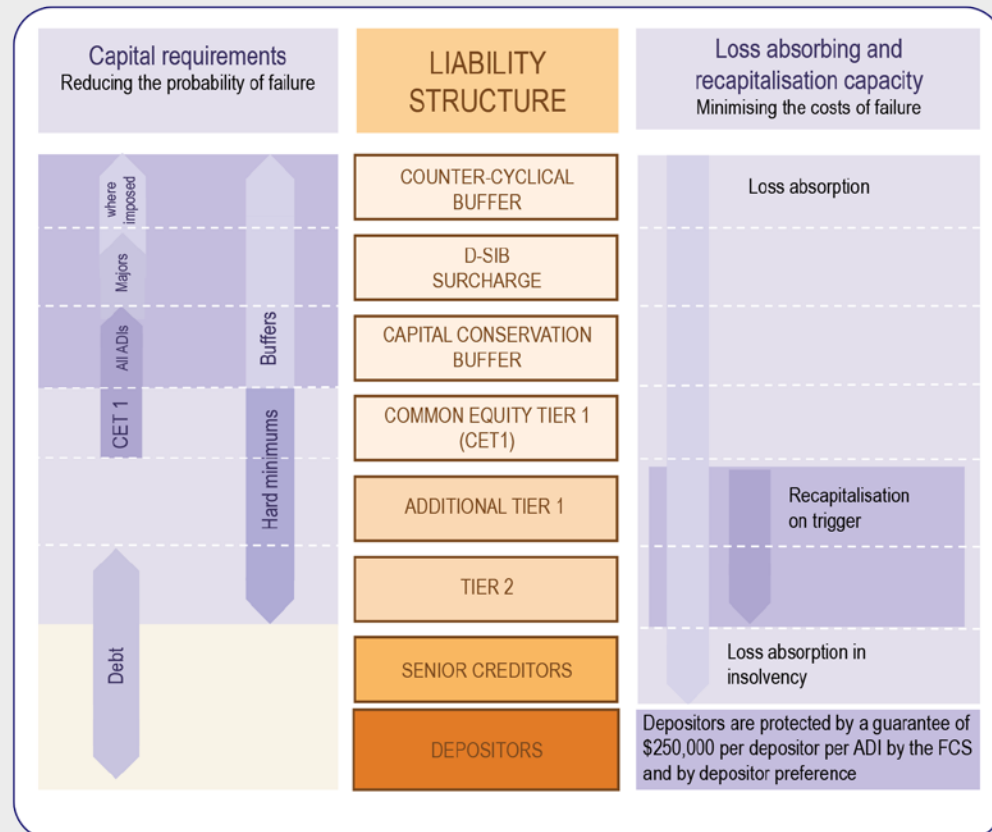 Capital requirements
Reducing the probability of failure
where
imposed
Majors
All ADIs
CET 1
Buffers
Hard minimums
Debt
LIABILITY
STRUCTURE
COUNTER-CYCLICAL
BUFFER
D-SIB
SURCHARGE
CAPITAL CONSERVATION
BUFFER
COMMON EQUITY TIER 1
(CET1)
ADDITIONAL TIER 1
TIER 2
SENIOR CREDITORS
DEPOSITORS
Loss absorbing and
recapitalisation capacity
Minimising the costs of failure
Loss absorption
Recapitalisation
on trigger
Loss absorption in
insolvency
Depositors are protected by a guarantee of
$250,000 per depositor per ADI by the FCS
and by depositor preference